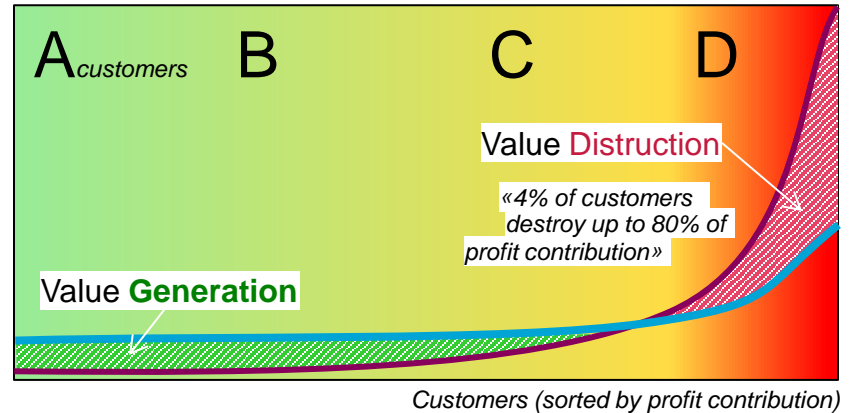 A customers B C D
Value Distruction
«4% of customers
destroy up to 80% of
profit contribution»
Value Generation
Customers (sorted by profit contribution)